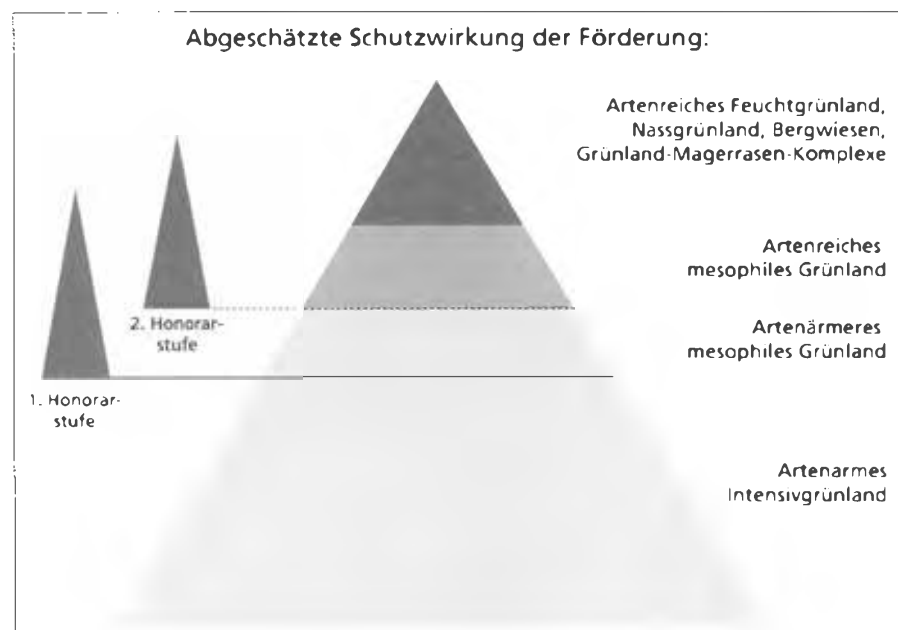 Abgeschätzte Schutzwirkung der Förderung:
Artenreiches Feuchtgrünland,
Nassgrünland, Bergwiesen,
Grünland-Magerrasen-Komplexe
Artenreiches
mesophiles Grünland
2. Honorar-
stufe
Artenärmeres
mesophiles Grünland
1. Honorar-
stufe
Artenarmes
Intensivgrünland